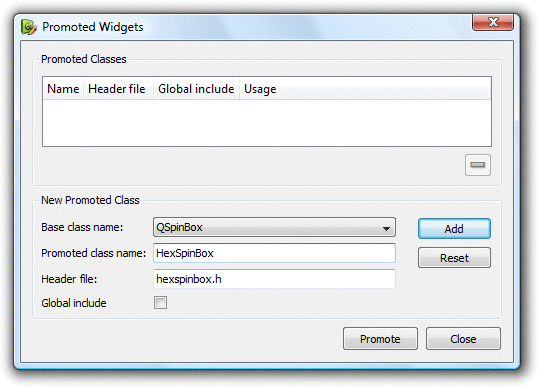 Promoted Widgets
Promoted Classes
Name Header file Global include Usage
New Promoted Class
Base class name: QSpinBox Add
Promoted class name: HexSpinBox
Reset
Header file: hexspinbox.h
Global include
Promote Close